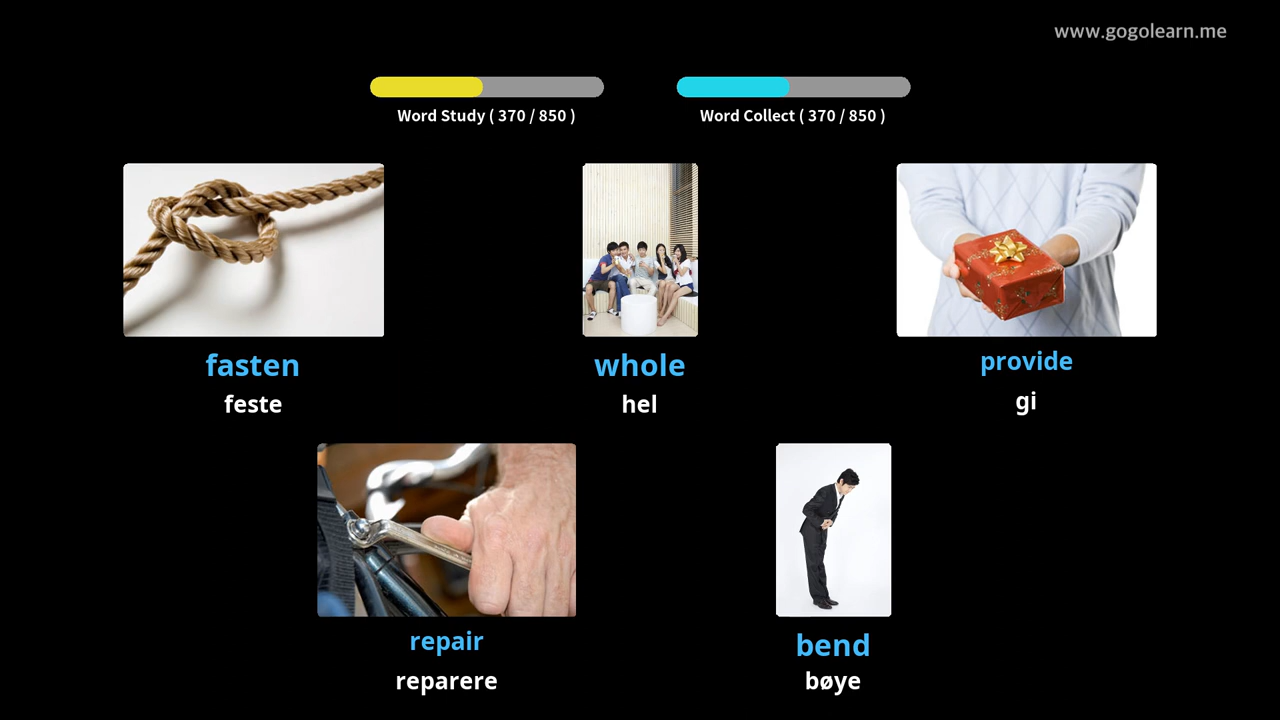 www.gogolearn.me
Word Study ( 370 / 850 )
Word Collect ( 370 / 850 )
fasten
feste
whole
hel
provide
gi
repair
reparere
bend
bøye